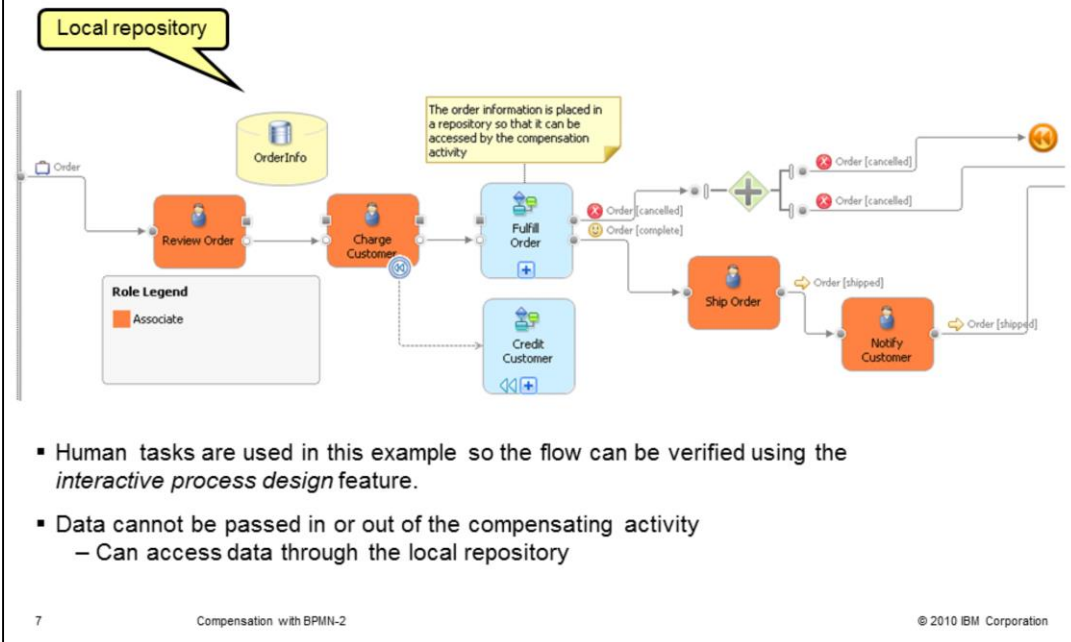 Local repository
The order information is placed in
a repository so that it can be
accessed by the compensation
activity
OrderInfo
Order
Order [cancelled]
Order [cancelled]
Review Order
Charge
Customer
Fulfill
Order
Order [cancelled]
Order [complete]
Ship Order
Order [shipped]
Notify
Customer
Order [shipped]
Role Legend
Associate
Credit
Customer
▪ Human tasks are used in this example so the flow can be verified using the
interactive process design feature.
▪ Data cannot be passed in or out of the compensating activity
– Can access data through the local repository
7 Compensation with BPMN-2 © 2010 IBM Corporation